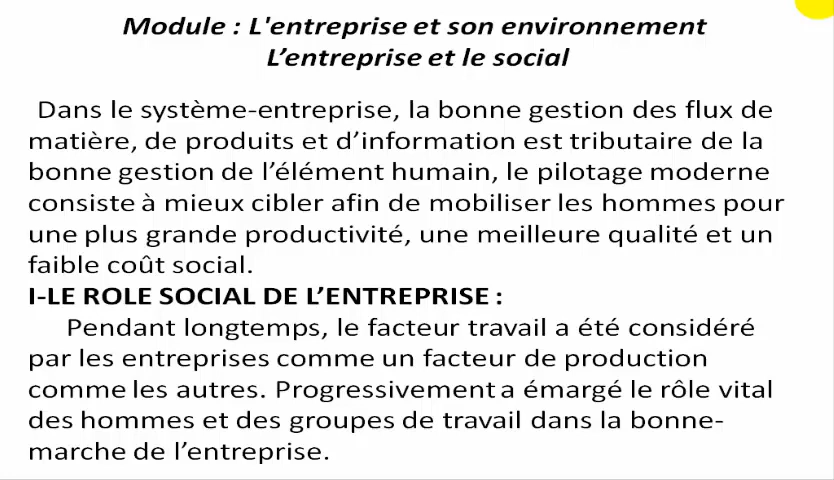 Module : L'entreprise et son environnement
L’entreprise et le social
Dans le système-entreprise, la bonne gestion des flux de
matière, de produits et d’information est tributaire de la
bonne gestion de l’élément humain, le pilotage moderne
consiste à mieux cibler afin de mobiliser les hommes pour
une plus grande productivité, une meilleure qualité et un
faible coût social.
I-LE ROLE SOCIAL DE L’ENTREPRISE :
Pendant longtemps, le facteur travail a été considéré
par les entreprises comme un facteur de production
comme les autres. Progressivement a émargé le rôle vital
des hommes et des groupes de travail dans la bonne-
marche de l’entreprise.